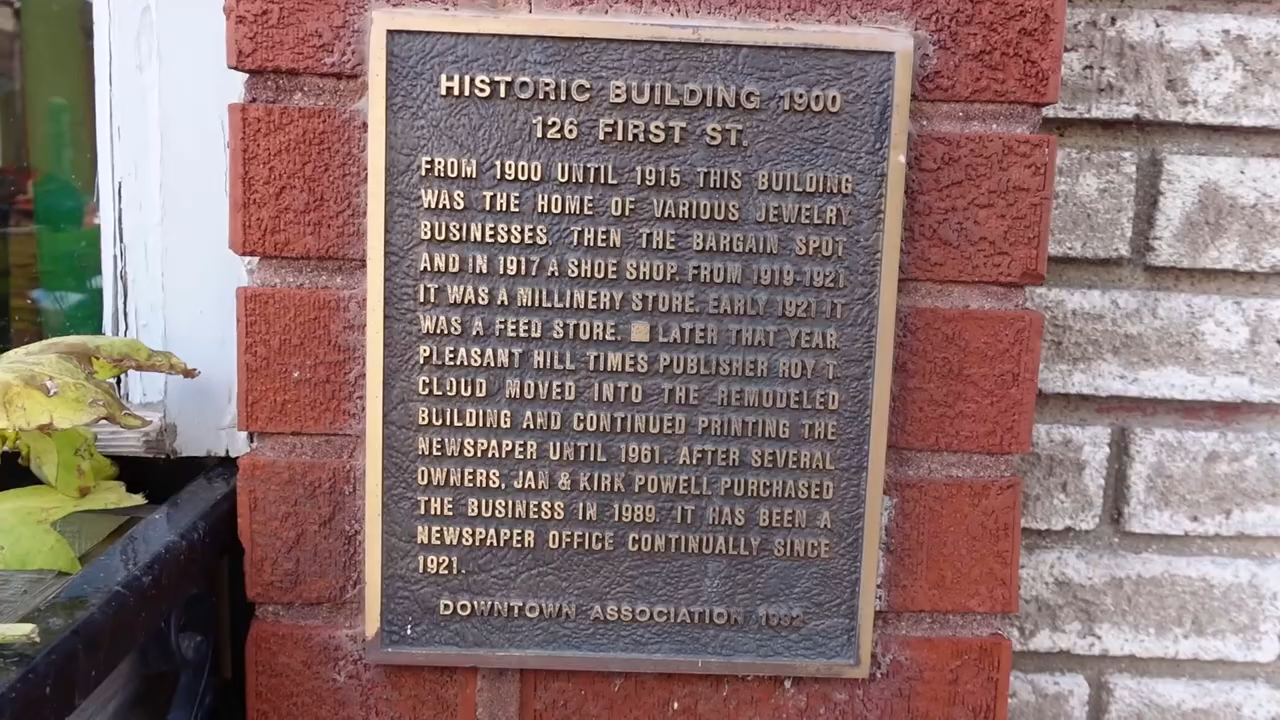 HISTORIC BUILDING 1900
126 FIRST ST.
FROM 1900 UNTIL 1915 THIS BUILDING
WAS THE HOME OF VARIOUS JEWELRY
BUSINESSES. THEN THE BARGAIN SPOT
AND IN 1917 A SHOE SHOP. FROM 1919-1921
IT WAS A MILLINERY STORE. EARLY 1921 IT
WAS A FEED STORE. LATER THAT YEAR
PLEASANT HILL TIMES PUBLISHER ROY T.
CLOUD MOVED INTO THE REMODELED
BUILDING AND CONTINUED PRINTING THE
NEWSPAPER UNTIL 1961. AFTER SEVERAL
OWNERS, JAN & KIRK POWELL PURCHASED
THE BUSINESS IN 1989. IT HAS BEEN A
NEWSPAPER OFFICE CONTINUALLY SINCE
1921.
DOWNTOWN ASSOCIATION 1992